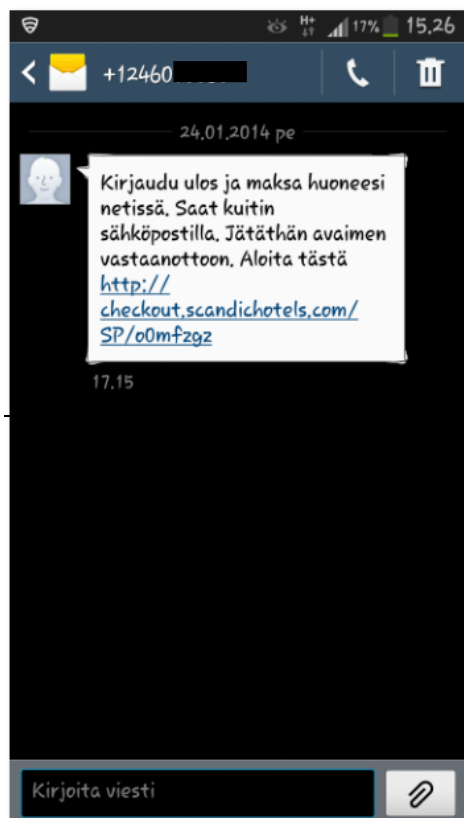 H+
17%
15.26
+12460
24.01.2014 pe
Kirjaudu ulos ja maksa huoneesi
netissä. Saat kuitin
sähköpostilla. Jätäthän avaimen
vastaanottoon. Aloita tästä
http://
checkout.scandichotels.com/
SP/o0mfzgz
17.15
Kirjoita viesti